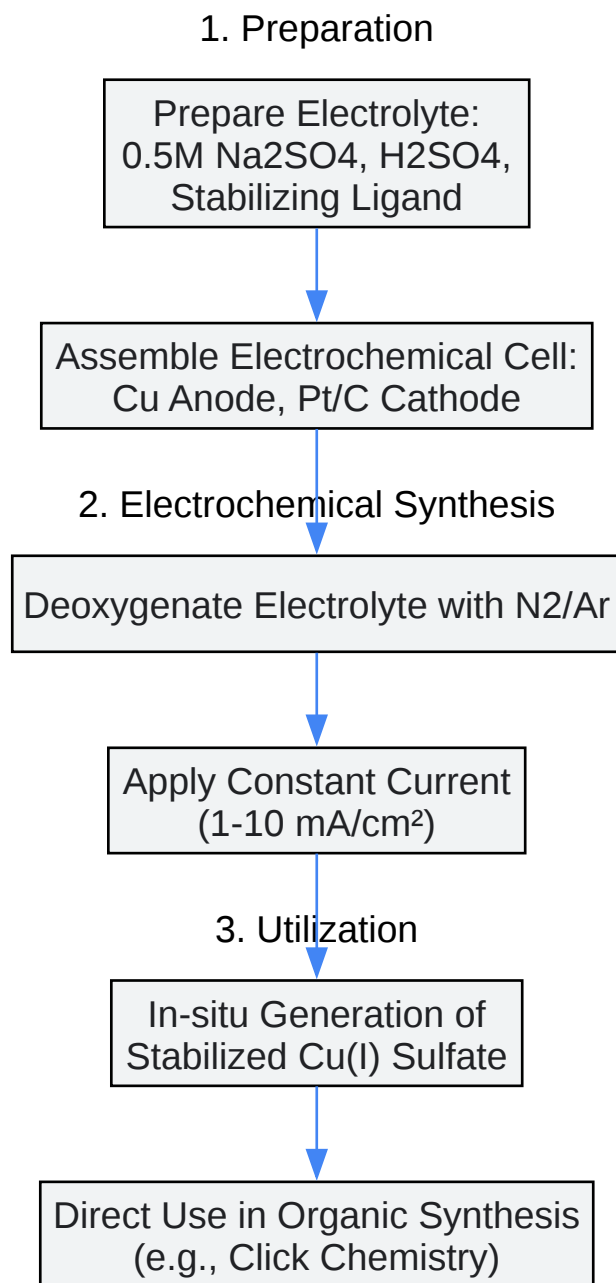 1. Preparation
Prepare Electrolyte:
0.5M Na2SO4, H2SO4,
Stabilizing Ligand
Assemble Electrochemical Cell:
Cu Anode, Pt/C Cathode
2. Electrochemical Synthesis
Deoxygenate Electrolyte with N2/Ar
Apply Constant Current
(1-10 mA/cm²)
3. Utilization
In-situ Generation of
Stabilized Cu(I) Sulfate
Direct Use in Organic Synthesis
(e.g., Click Chemistry)